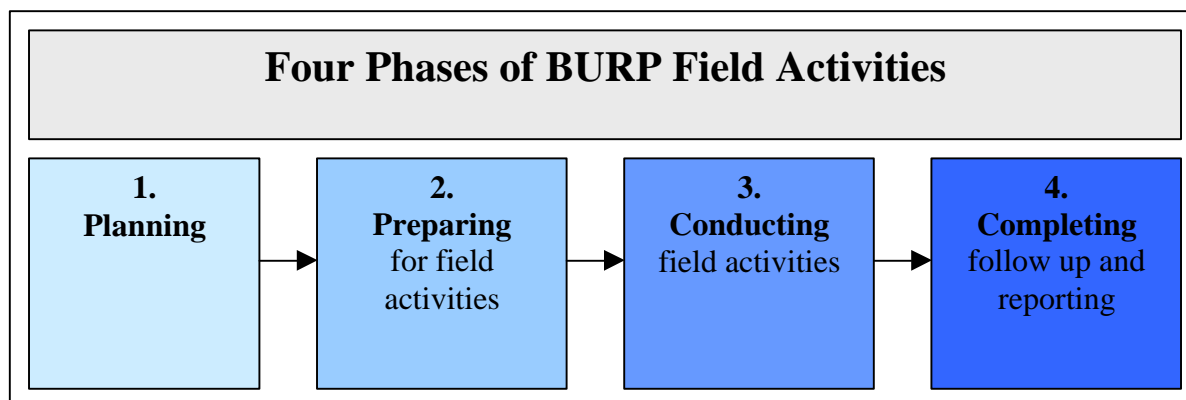 Four Phases of BURP Field Activities
1.
Planning
2.
Preparing
for field
activities
3.
Conducting
field activities
4.
Completing
follow up and
reporting